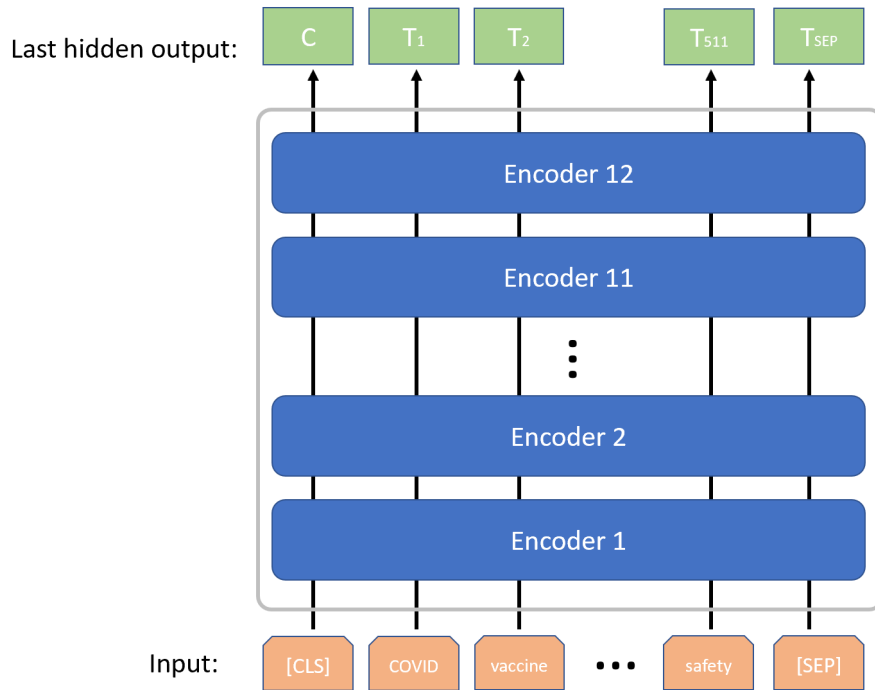 Last hidden output: C T1 T2 T511 TSEP
Encoder 12
Encoder 11
Encoder 2
Encoder 1
Input: [CLS] COVID vaccine ••• safety [SEP]